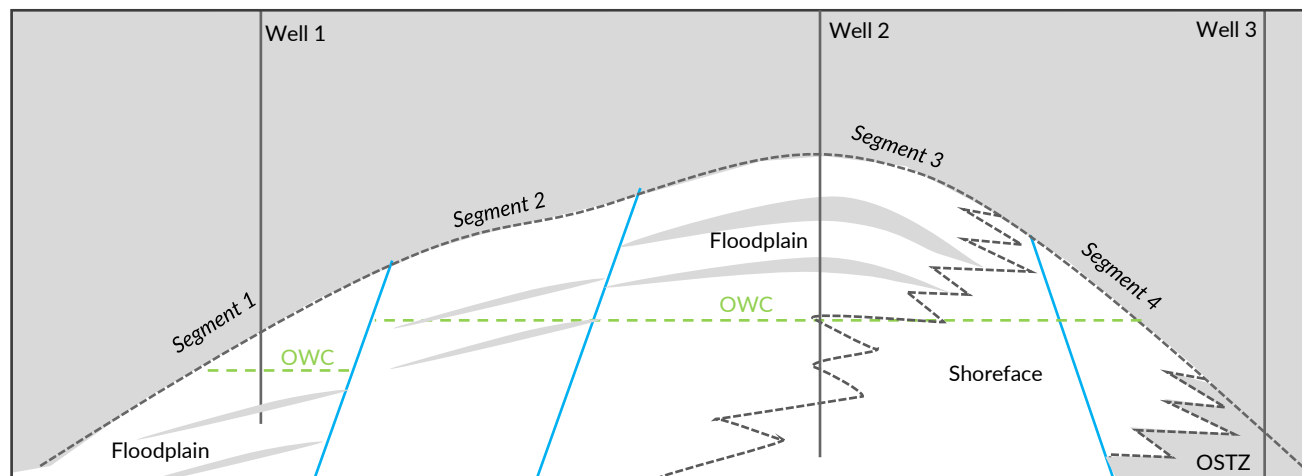 Well 1
Well 2
Well 3
Segment 3
Segment 2
Floodplain
Segment 4
Segment 1
OWC
OWC
Shoreface
Floodplain
OSTZ